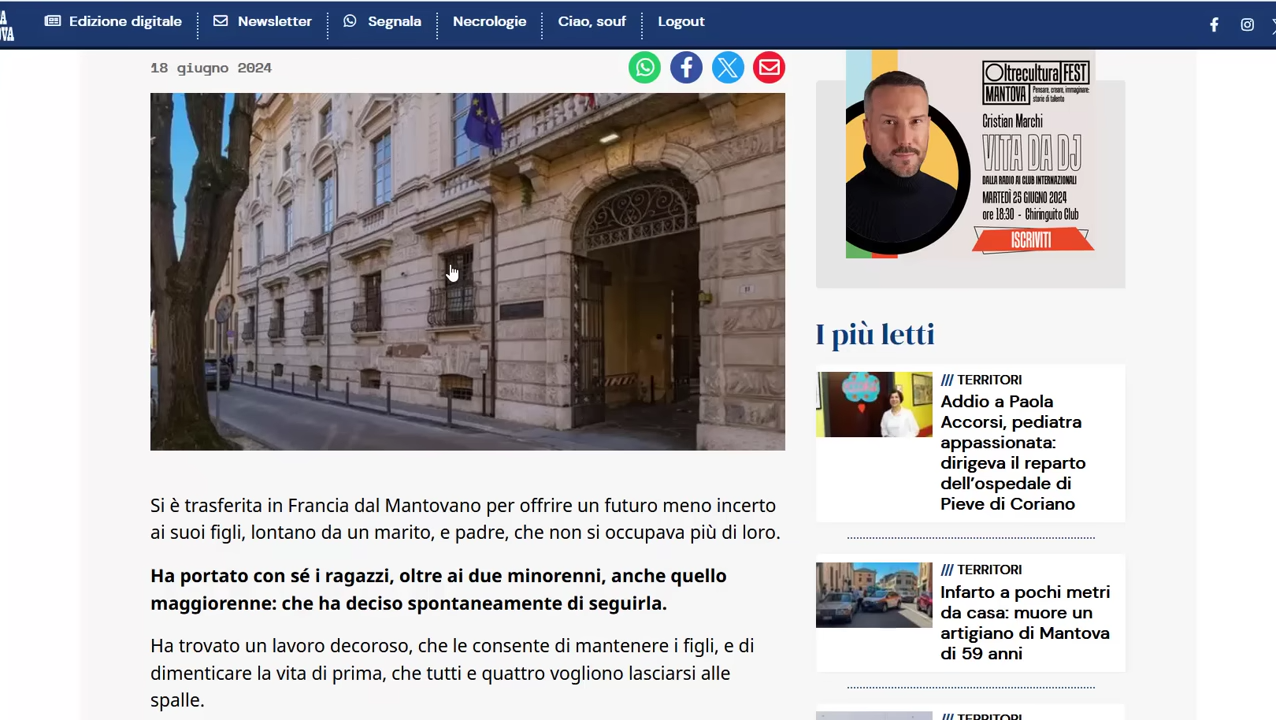 Edizione digitale
Newsletter
Segnala
Necrologie
Ciao, souf
Logout
18 giugno 2024
Oltrecultura FEST
MANTOVA
Pensare, creare, immaginare:
storie di talento
Cristian Marchi
VITA DA DJ
DALLA RADIO AI CLUB INTERNAZIONALI
MARTEDÌ 25 GIUGNO 2024
ore 18:30 - Chiringuito Club
ISCRIVITI
Si è trasferita in Francia dal Mantovano per offrire un futuro meno incerto
ai suoi figli, lontano da un marito, e padre, che non si occupava più di loro.
Ha portato con sé i ragazzi, oltre ai due minorenni, anche quello
maggiorenne: che ha deciso spontaneamente di seguirla.
Ha trovato un lavoro decoroso, che le consente di mantenere i figli, e di
dimenticare la vita di prima, che tutti e quattro vogliono lasciarsi alle
spalle.
I più letti
/// TERRITORI
Addio a Paola
Accorsi, pediatra
appassionata:
dirigeva il reparto
dell’ospedale di
Pieve di Coriano
/// TERRITORI
Infarto a pochi metri
da casa: muore un
artigiano di Mantova
di 59 anni
/// TERRITORI